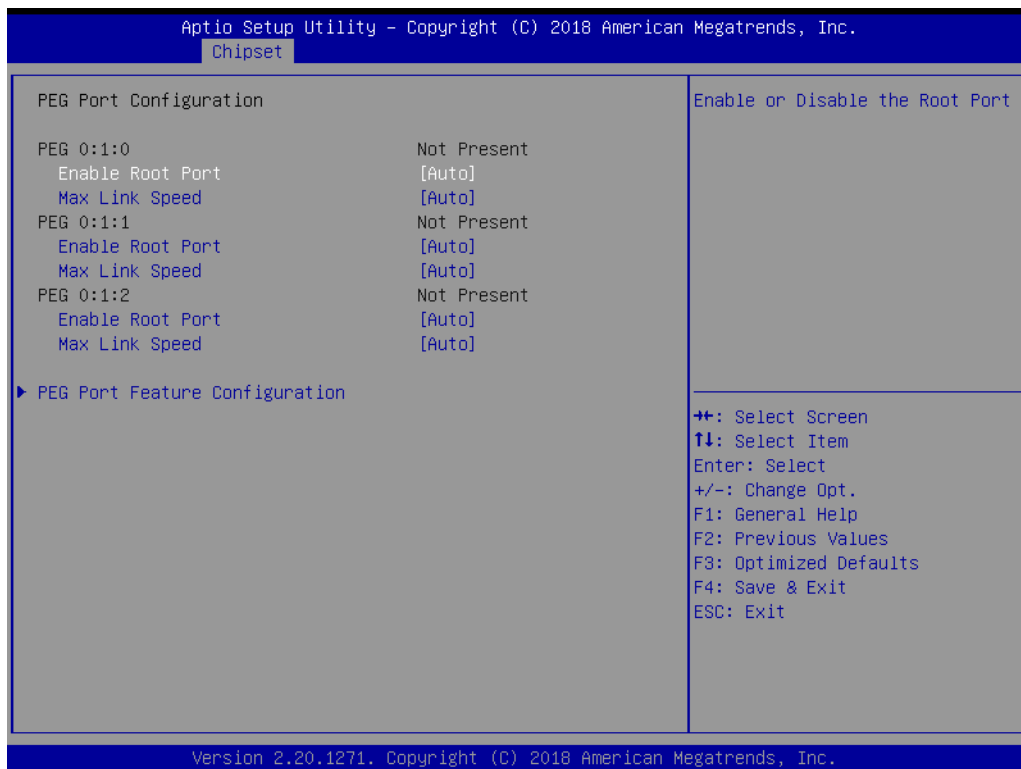 Aptio Setup Utility – Copyright (C) 2018 American Megatrends, Inc.
Chipset
PEG Port Configuration
PEG 0:1:0 Not Present
Enable Root Port [Auto]
Max Link Speed [Auto]
PEG 0:1:1 Not Present
Enable Root Port [Auto]
Max Link Speed [Auto]
PEG 0:1:2 Not Present
Enable Root Port [Auto]
Max Link Speed [Auto]
▶ PEG Port Feature Configuration
Enable or Disable the Root Port
→←: Select Screen
↑↓: Select Item
Enter: Select
+/-: Change Opt.
F1: General Help
F2: Previous Values
F3: Optimized Defaults
F4: Save & Exit
ESC: Exit
Version 2.20.1271. Copyright (C) 2018 American Megatrends, Inc.